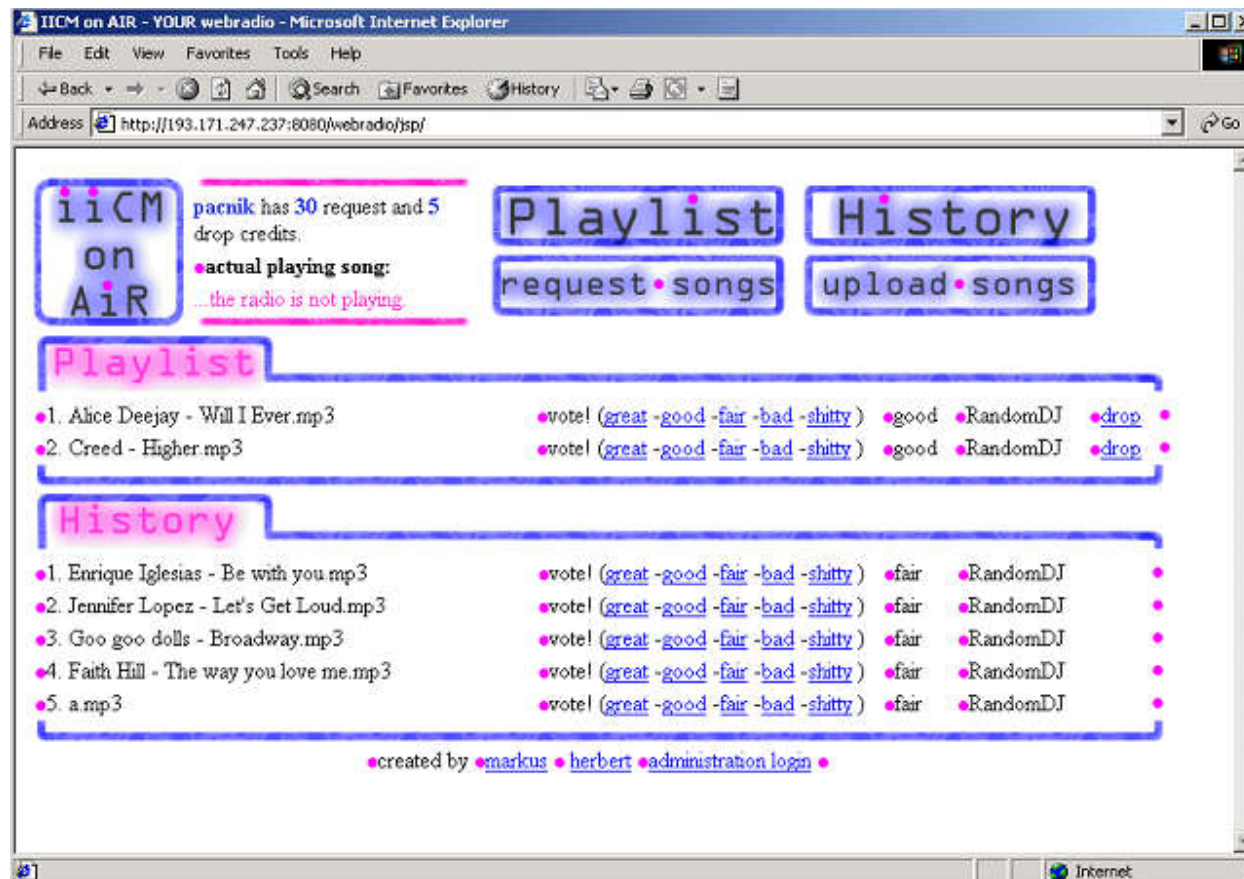 IICM on AIR - YOUR webradio - Microsoft Internet Explorer
File Edit View Favorites Tools Help
Back Search Favorites History
Address http://193.171.247.237:8080/webradio/jsp/ Go
iiCM
on
AiR
pacnik has 30 request and 5
drop credits.
actual playing song:
...the radio is not playing.
Playlist History
request songs upload songs
Playlist
1. Alice Deejay - Will I Ever.mp3 vote! (great -good -fair -bad -shitty ) good RandomDJ drop
2. Creed - Higher.mp3 vote! (great -good -fair -bad -shitty ) good RandomDJ drop
History
1. Enrique Iglesias - Be with you.mp3 vote! (great -good -fair -bad -shitty ) fair RandomDJ
2. Jennifer Lopez - Let's Get Loud.mp3 vote! (great -good -fair -bad -shitty ) fair RandomDJ
3. Goo goo dolls - Broadway.mp3 vote! (great -good -fair -bad -shitty ) fair RandomDJ
4. Faith Hill - The way you love me.mp3 vote! (great -good -fair -bad -shitty ) fair RandomDJ
5. a.mp3 vote! (great -good -fair -bad -shitty ) fair RandomDJ
created by markus herbert administration login
Internet